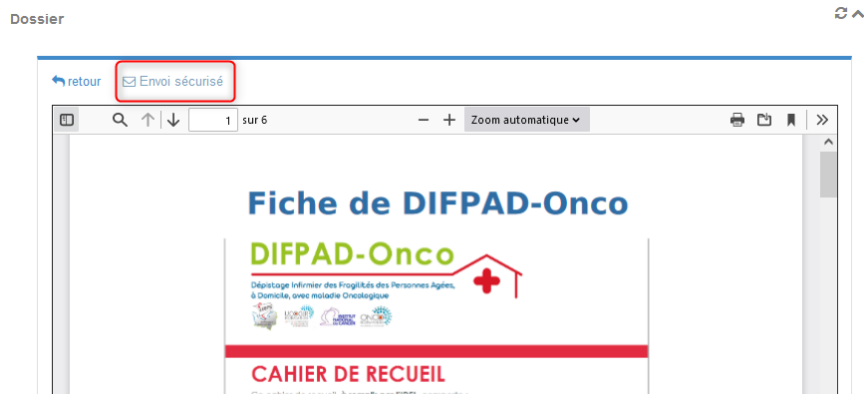 Dossier
retour Envoi sécurisé
1 sur 6 Zoom automatique
Fiche de DIFPAD-Onco
DIFPAD-Onco
Dépistage Infirmier des Fragilités des Personnes Agées,
à Domicile, avec maladie Oncologique
CAHIER DE RECUEIL